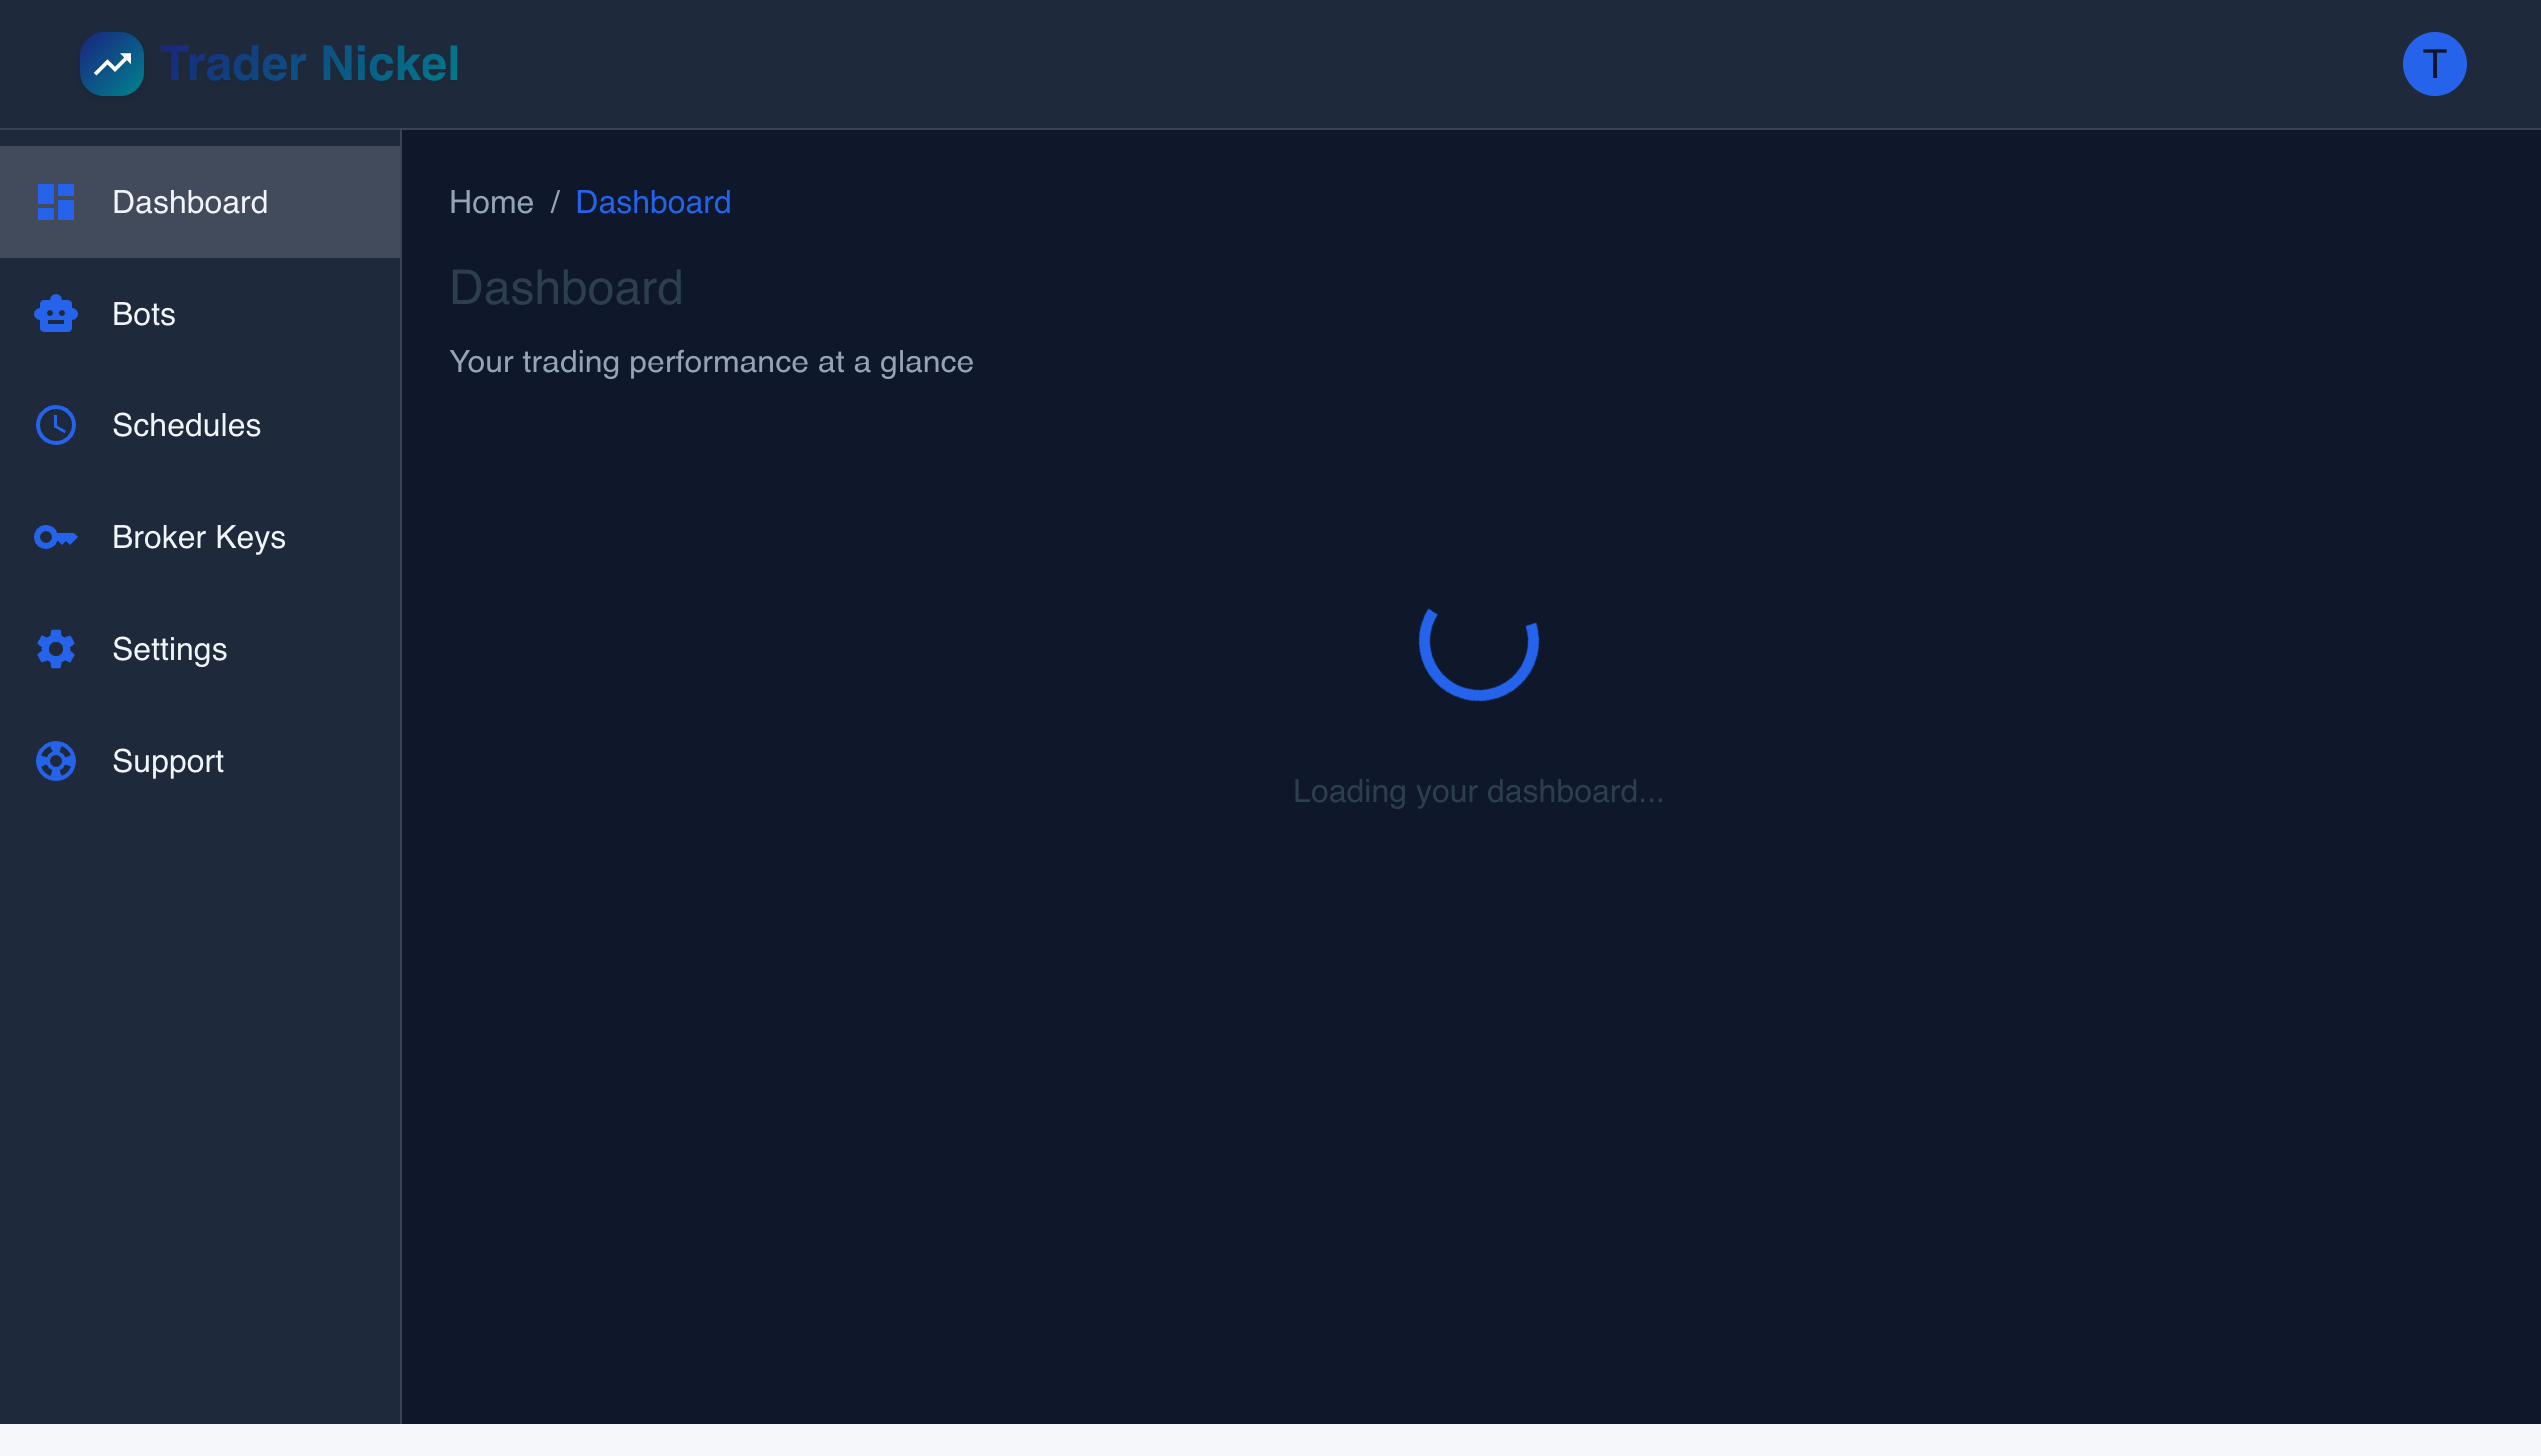 Trader Nickel
T
Dashboard
Bots
Schedules
Broker Keys
Settings
Support
Home / Dashboard
Dashboard
Your trading performance at a glance
Loading your dashboard...